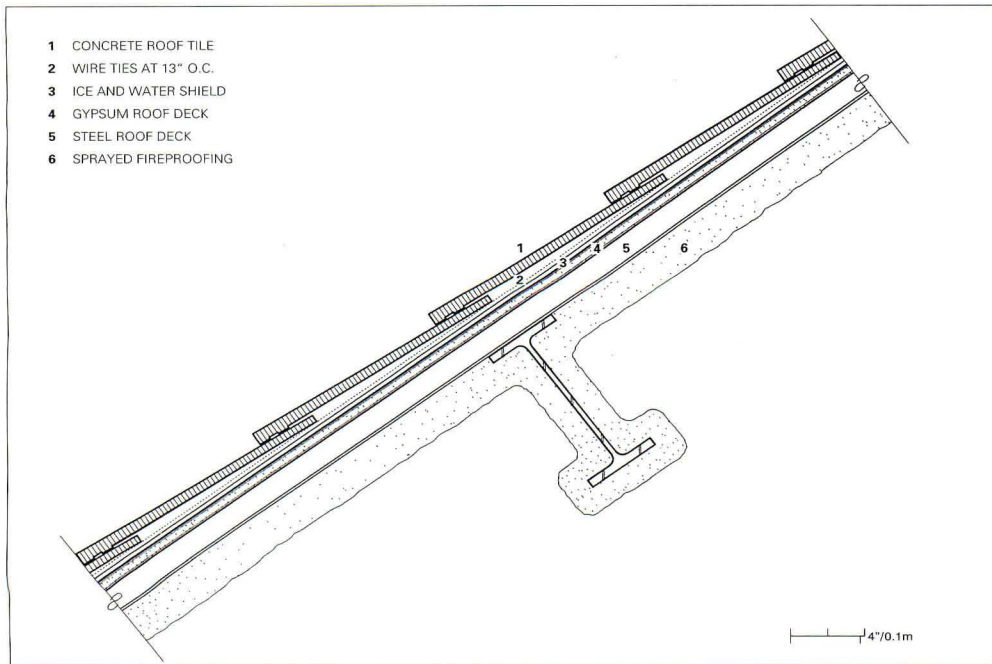 1 CONCRETE ROOF TILE
2 WIRE TIES AT 13" O.C.
3 ICE AND WATER SHIELD
4 GYPSUM ROOF DECK
5 STEEL ROOF DECK
6 SPRAYED FIREPROOFING
1
2
3
4
5
6
4"/0.1m